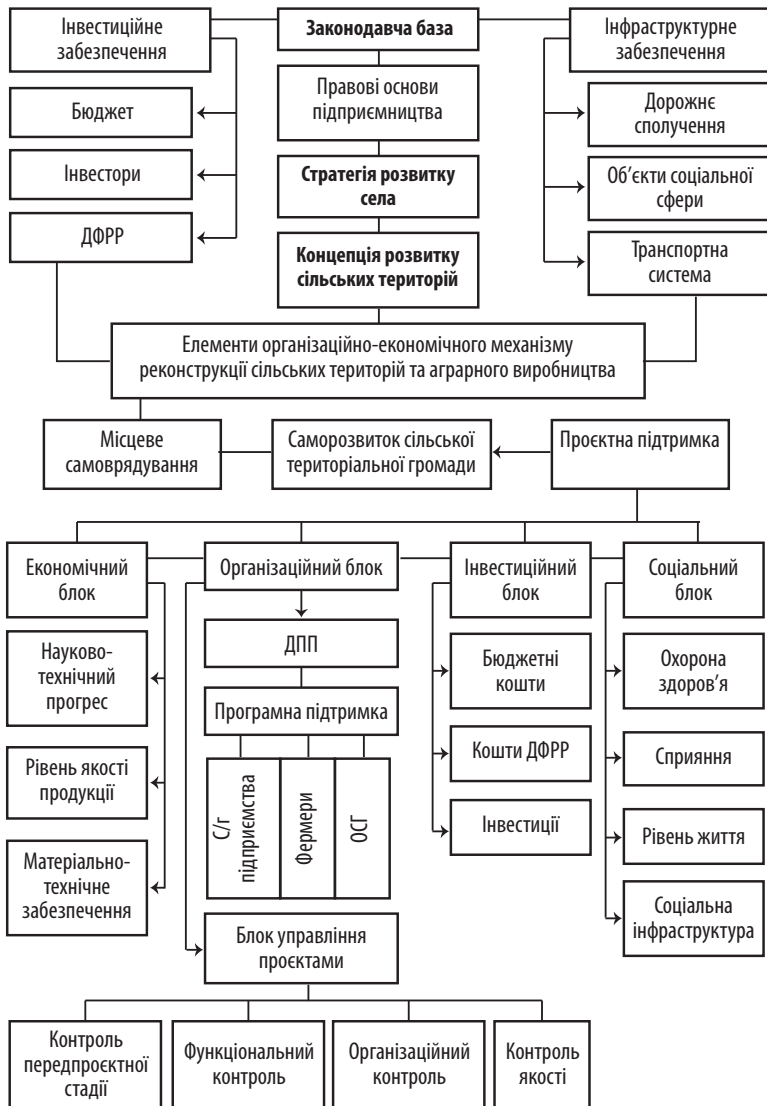 Інвестиційне
забезпечення
Законодавча база
Інфраструктурне
забезпечення
Бюджет
Правові основи
підприємництва
Дорожнє
сполучення
Інвестори
Стратегія розвитку
села
Об’єкти соціальної
сфери
ДФРР
Концепція розвитку
сільських територій
Транспортна
система
Елементи організаційно-економічного механізму
реконструкції сільських територій та аграрного виробництва
Місцеве
самоврядування
Саморозвиток сільської
територіальної громади
Проєктна підтримка
Економічний
блок
Організаційний блок
Інвестиційний
блок
Соціальний
блок
Науково-
технічний
прогрес
Рівень якості
продукції
Матеріально-
технічне
забезпечення
ДПП
Програмна підтримка
С/г
підприємства
Фермери
ОСГ
Блок управління
проєктами
Бюджетні
кошти
Кошти ДФРР
Інвестиції
Охорона
здоров’я
Сприяння
Рівень життя
Соціальна
інфраструктура
Контроль
передпроєктної
стадії
Функціональний
контроль
Організаційний
контроль
Контроль
якості